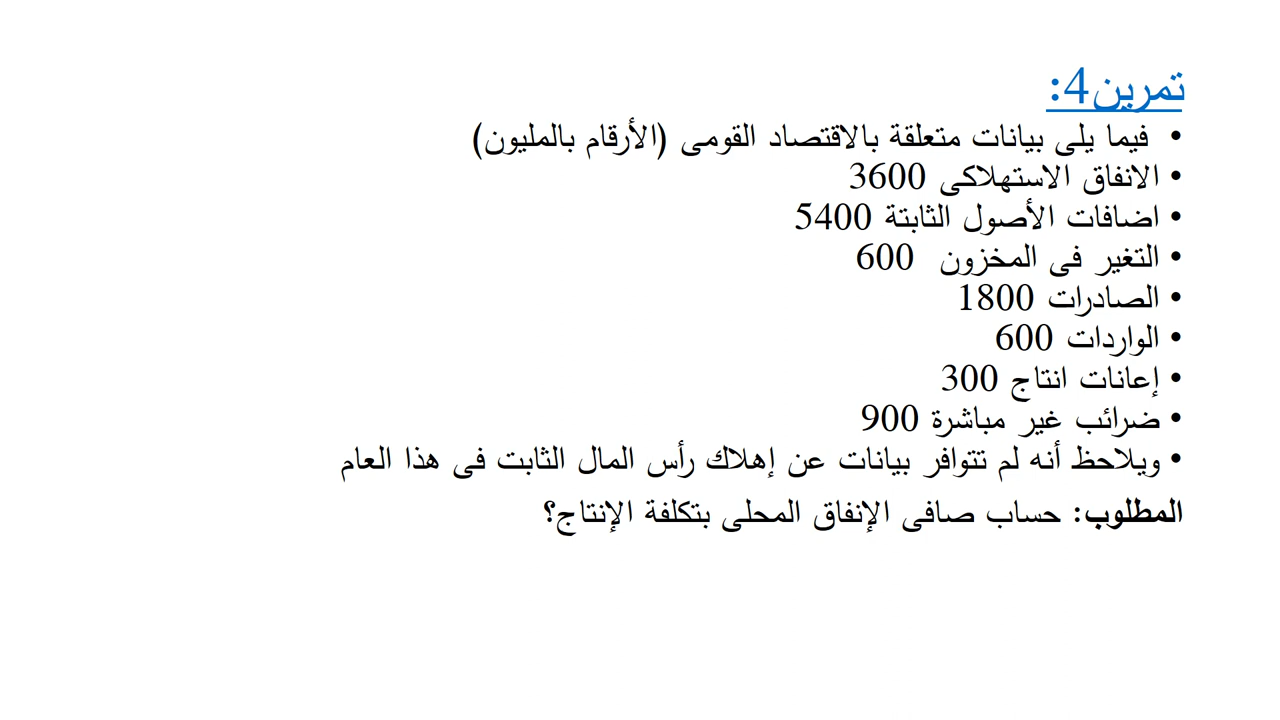 تمرين4:
• فيما يلى بيانات متعلقة بالاقتصاد القومى (الأرقام بالمليون)
• الانفاق الاستهلاكى 3600
• اضافات الأصول الثابتة 5400
• التغير فى المخزون 600
• الصادرات 1800
• الواردات 600
• إعانات انتاج 300
• ضرائب غير مباشرة 900
• ويلاحظ أنه لم تتوافر بيانات عن إهلاك رأس المال الثابت فى هذا العام
المطلوب: حساب صافى الإنفاق المحلى بتكلفة الإنتاج؟